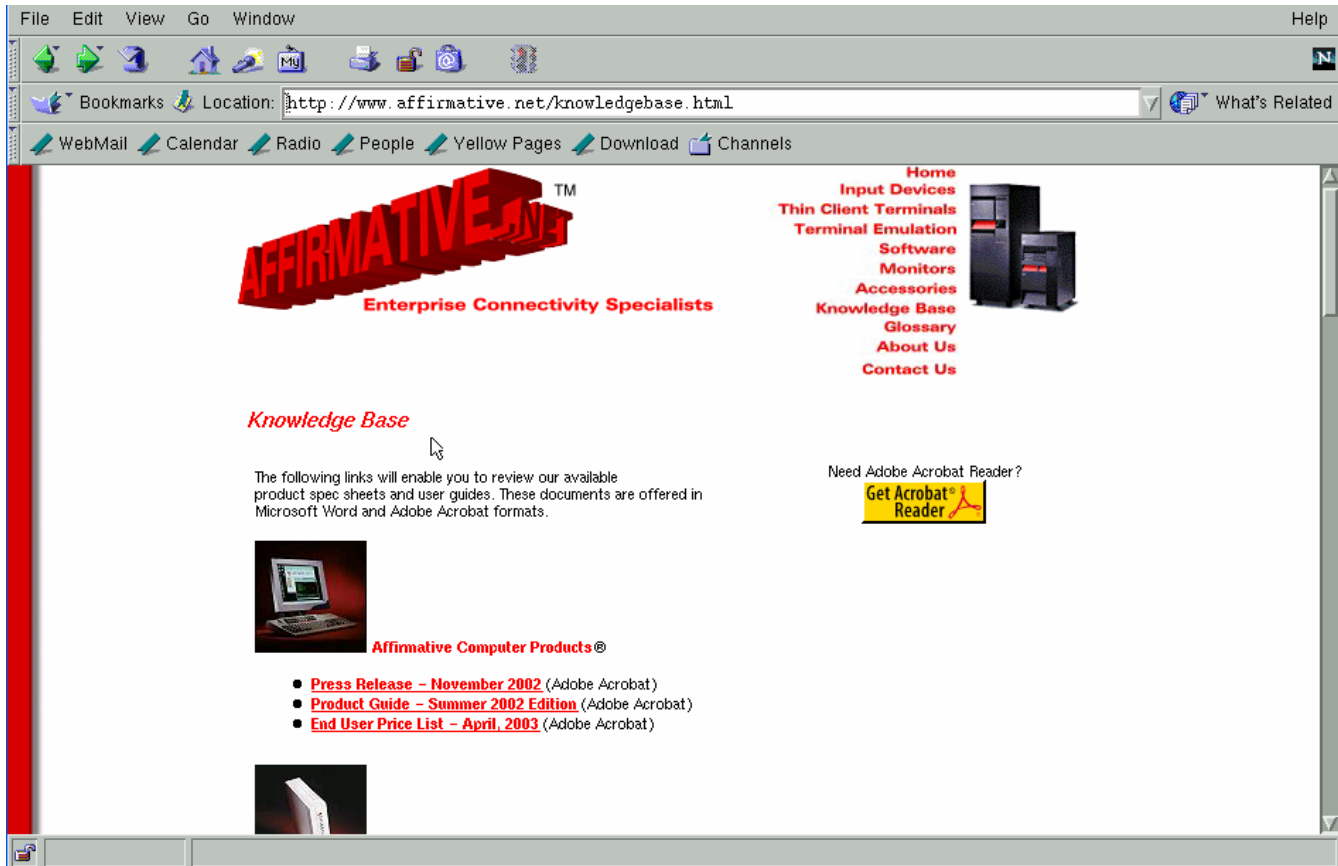 File Edit View Go Window Help
My
N
Bookmarks Location: http://www.affirmative.net/knowledgebase.html What's Related
WebMail Calendar Radio People Yellow Pages Download Channels
AFFIRMATIVE.NET TM
Enterprise Connectivity Specialists
Home
Input Devices
Thin Client Terminals
Terminal Emulation
Software
Monitors
Accessories
Knowledge Base
Glossary
About Us
Contact Us
Knowledge Base
The following links will enable you to review our available
product spec sheets and user guides. These documents are offered in
Microsoft Word and Adobe Acrobat formats.
Need Adobe Acrobat Reader?
Get Acrobat®
Reader
Affirmative Computer Products®
Press Release – November 2002 (Adobe Acrobat)
Product Guide – Summer 2002 Edition (Adobe Acrobat)
End User Price List – April, 2003 (Adobe Acrobat)